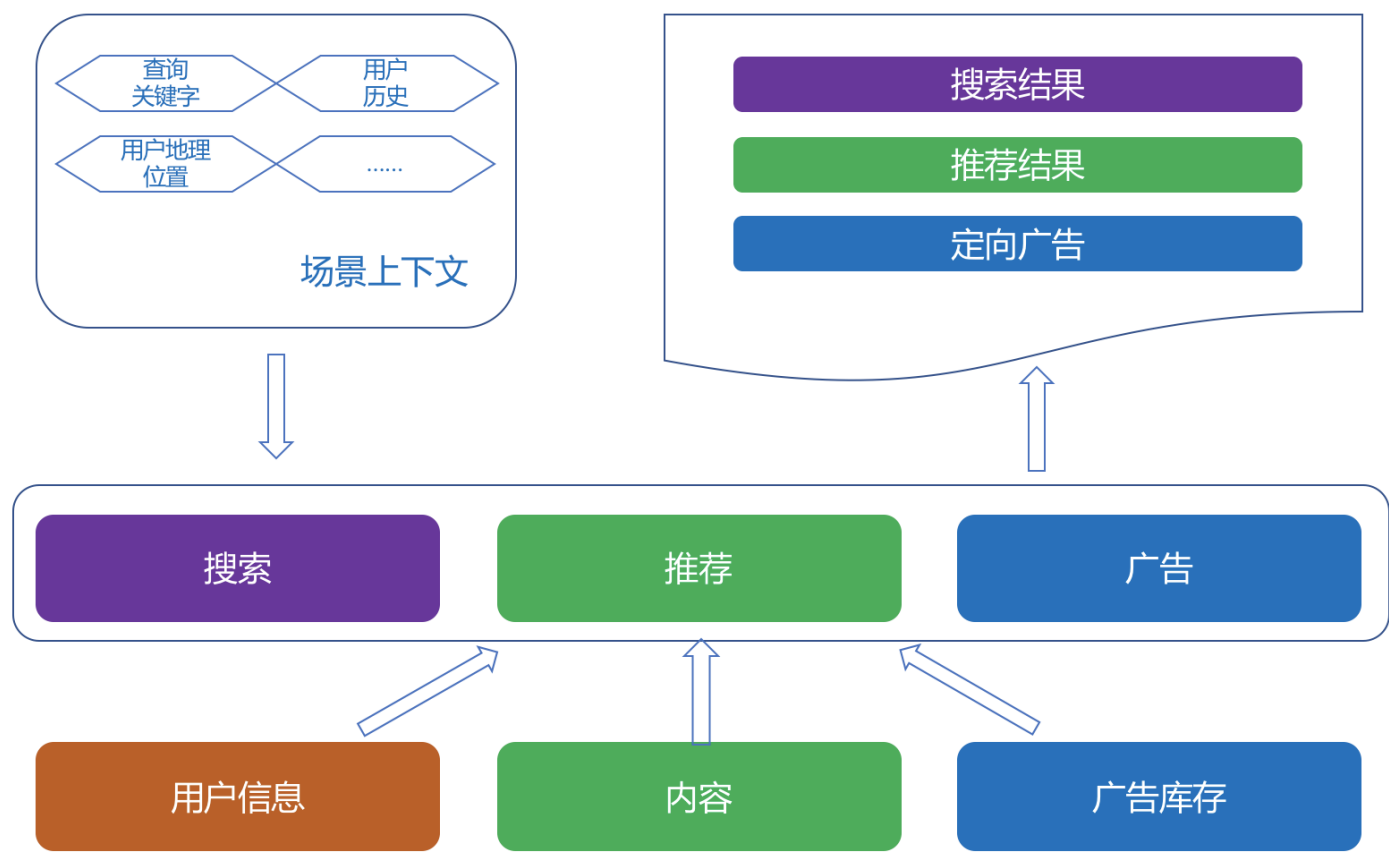 查询
关键字
用户
历史
用户地理
位置
……
场景上下文
搜索结果
推荐结果
定向广告
搜索
推荐
广告
用户信息
内容
广告库存